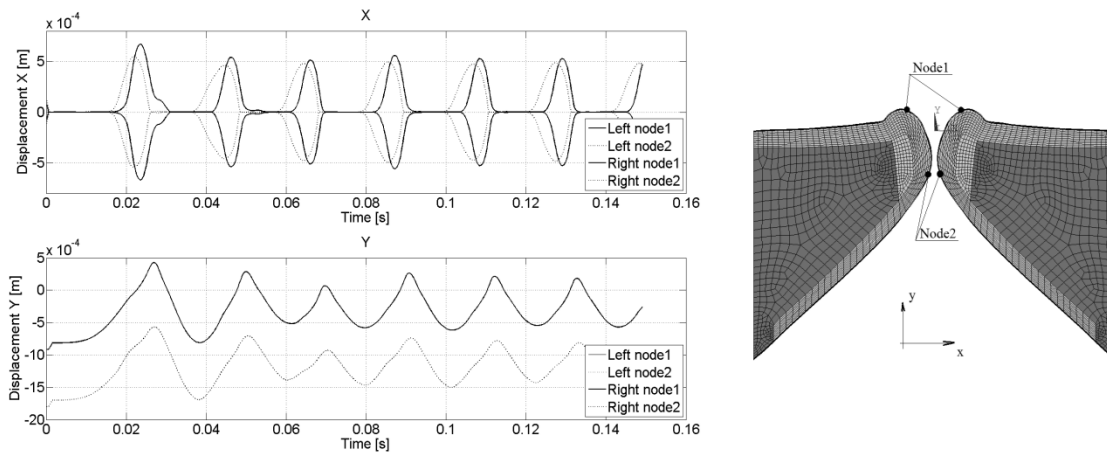 x 10⁻⁴
X
Displacement X [m]
5
0
-5
0
0.02
0.04
0.06
0.08
0.1
0.12
0.14
0.16
Time [s]
Left node1
Left node2
Right node1
Right node2
x 10⁻⁴
Y
Displacement Y [m]
5
0
-5
-10
-15
-20
0
0.02
0.04
0.06
0.08
0.1
0.12
0.14
0.16
Time [s]
Left node1
Left node2
Right node1
Right node2
Node1
Y
Node2
y
x